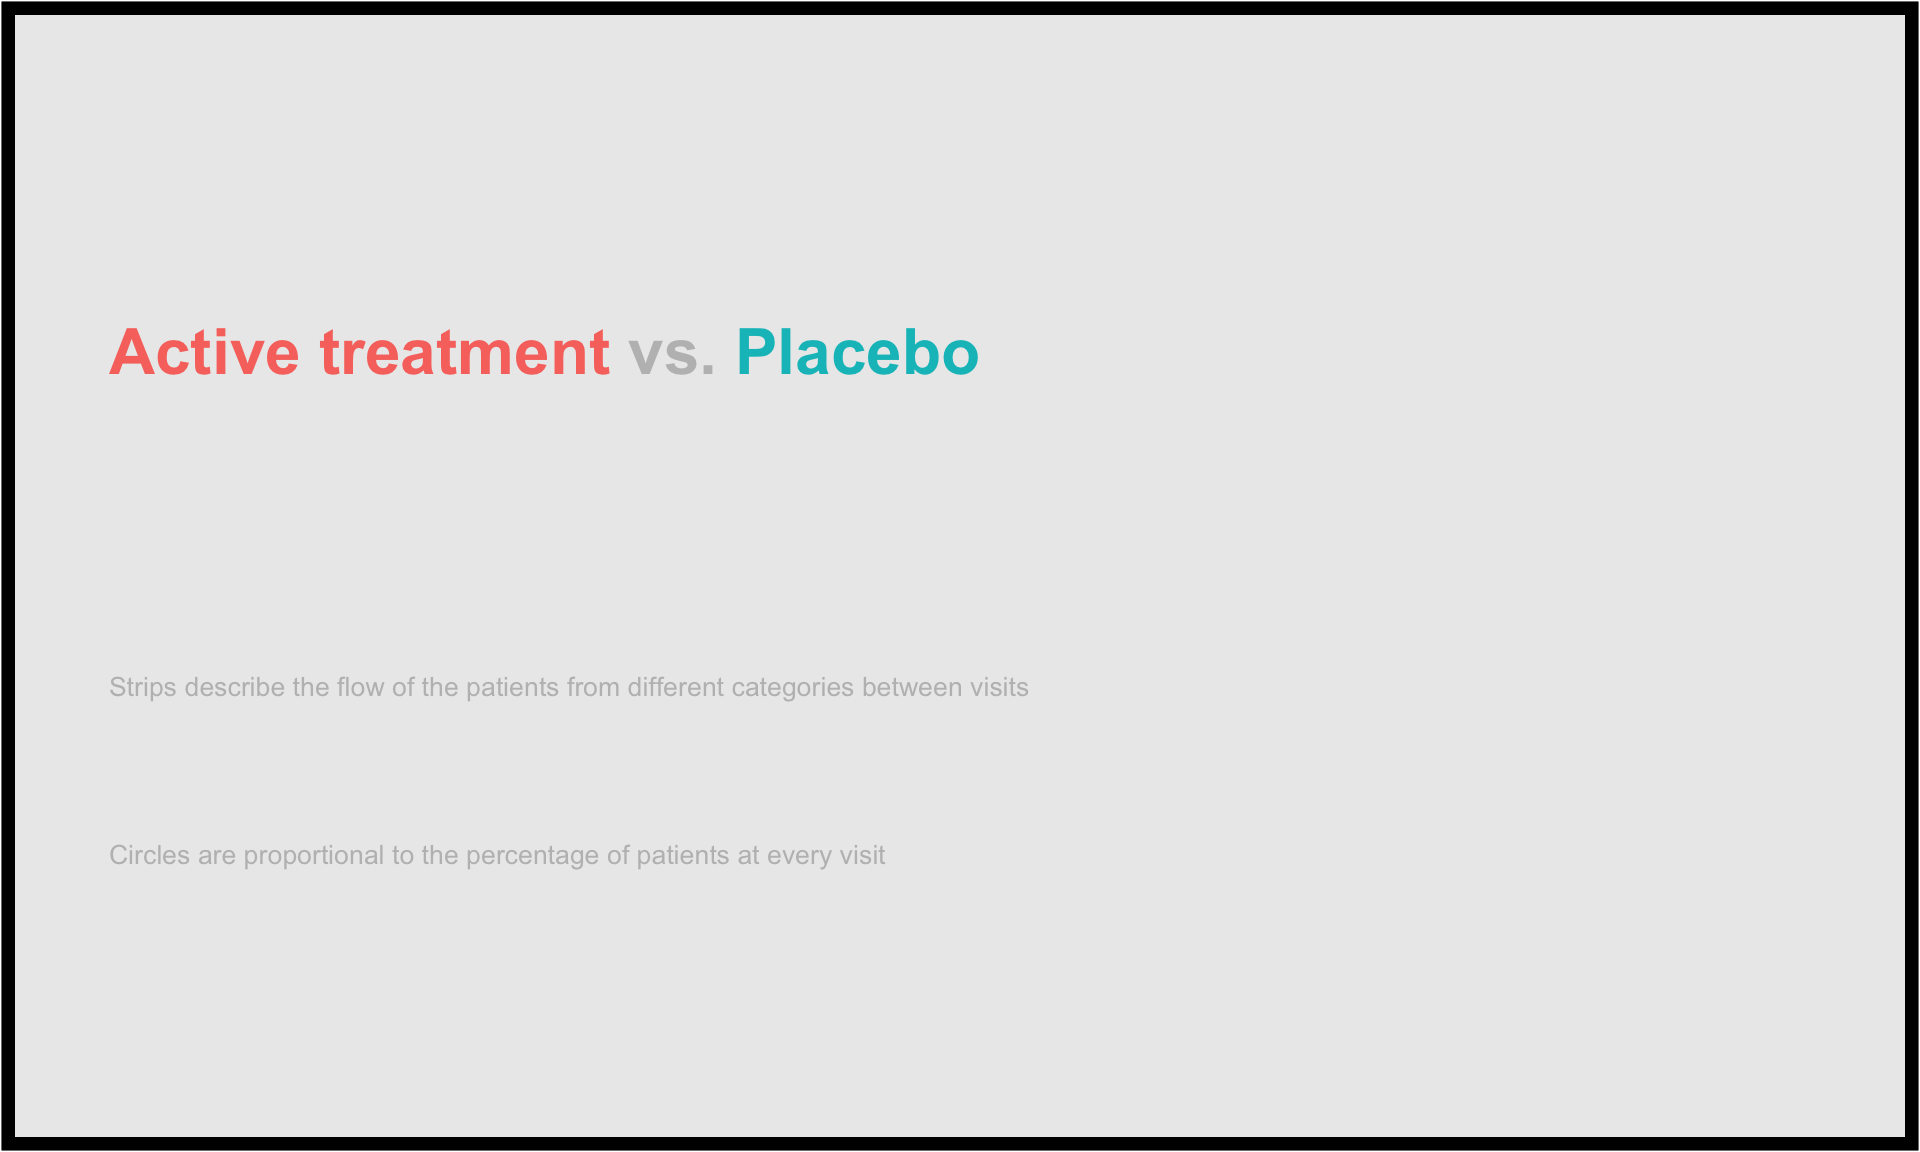 Active treatment vs. Placebo
Strips describe the flow of the patients from different categories between visits
Circles are proportional to the percentage of patients at every visit